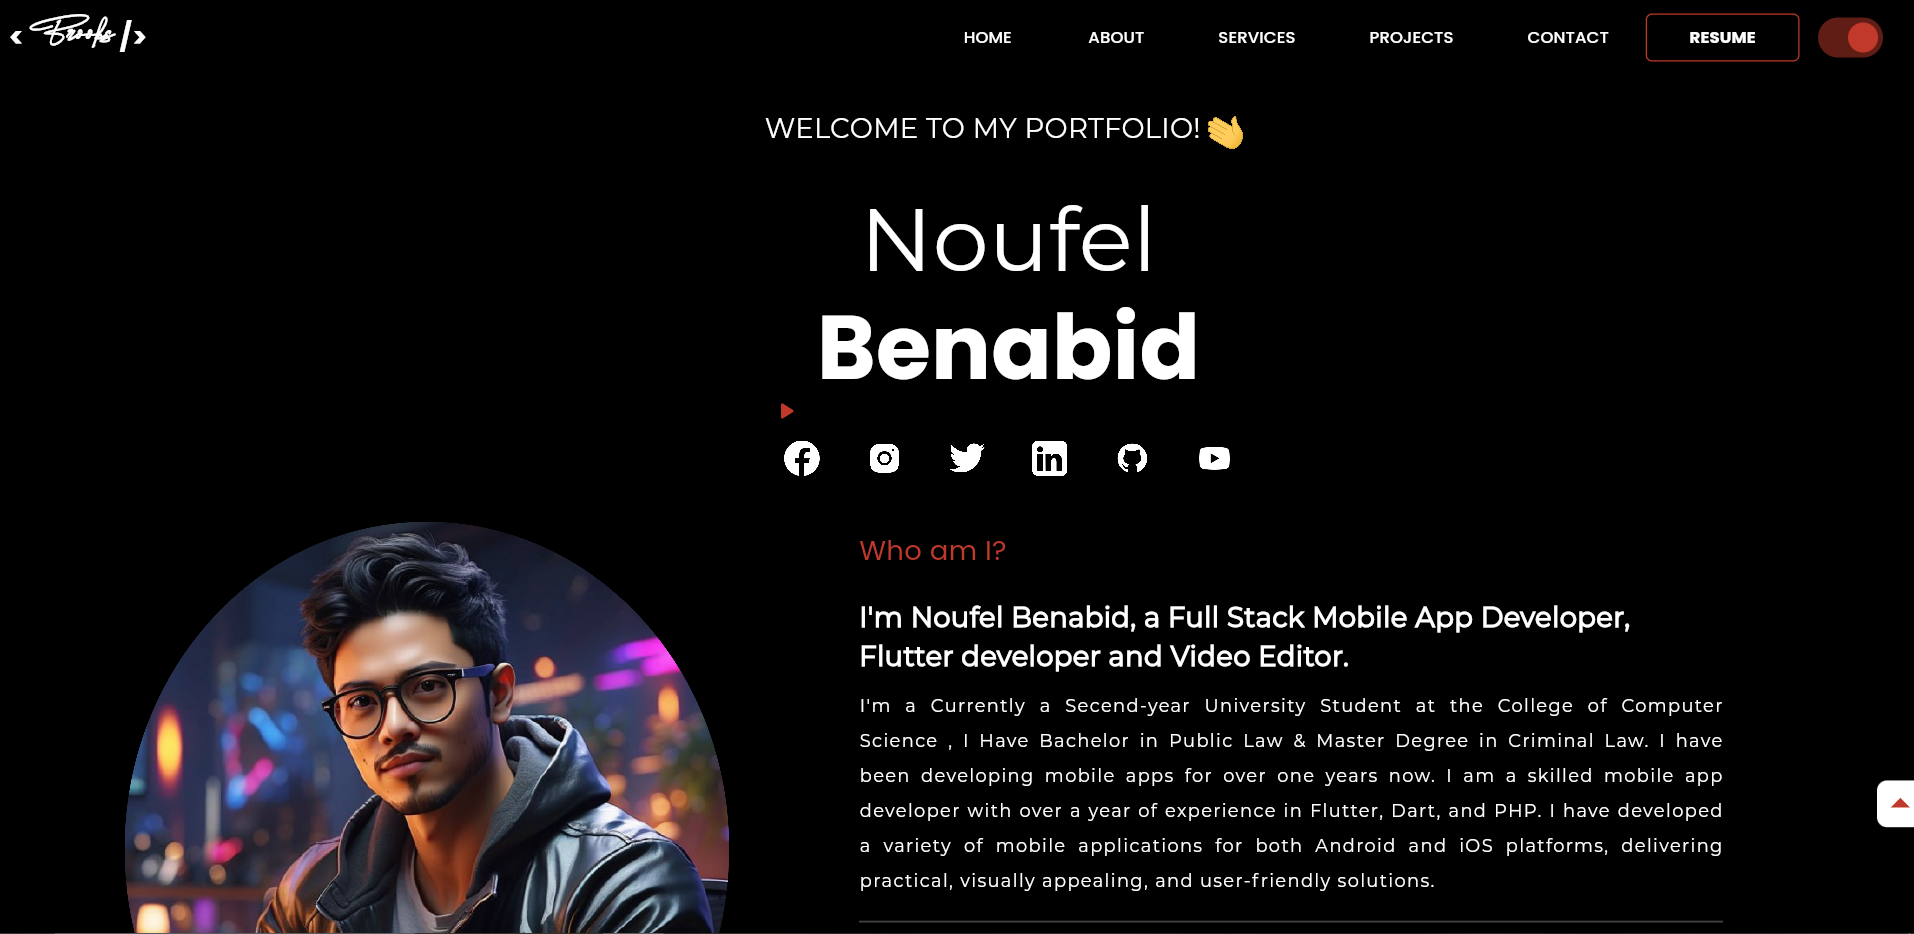 < Brooks />
HOME ABOUT SERVICES PROJECTS CONTACT RESUME
WELCOME TO MY PORTFOLIO!
Noufel
Benabid
Who am I?
I'm Noufel Benabid, a Full Stack Mobile App Developer,
Flutter developer and Video Editor.
I'm a Currently a Secend-year University Student at the College of Computer
Science , I Have Bachelor in Public Law & Master Degree in Criminal Law. I have
been developing mobile apps for over one years now. I am a skilled mobile app
developer with over a year of experience in Flutter, Dart, and PHP. I have developed
a variety of mobile applications for both Android and iOS platforms, delivering
practical, visually appealing, and user-friendly solutions.